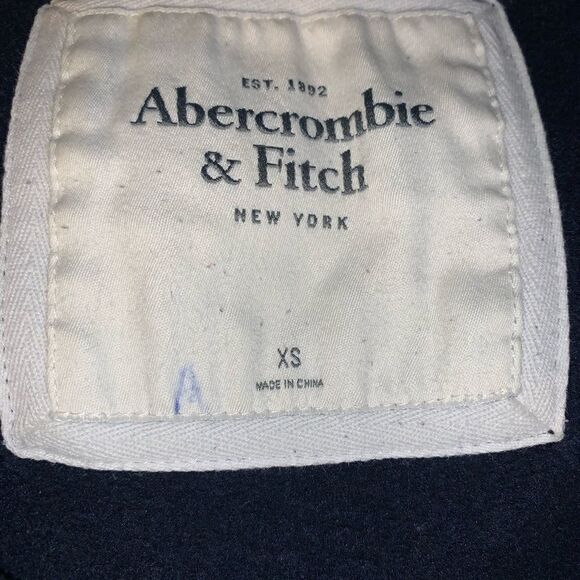 EST. 1892
Abercrombie
& Fitch
NEW YORK
XS
A
MADE IN CHINA